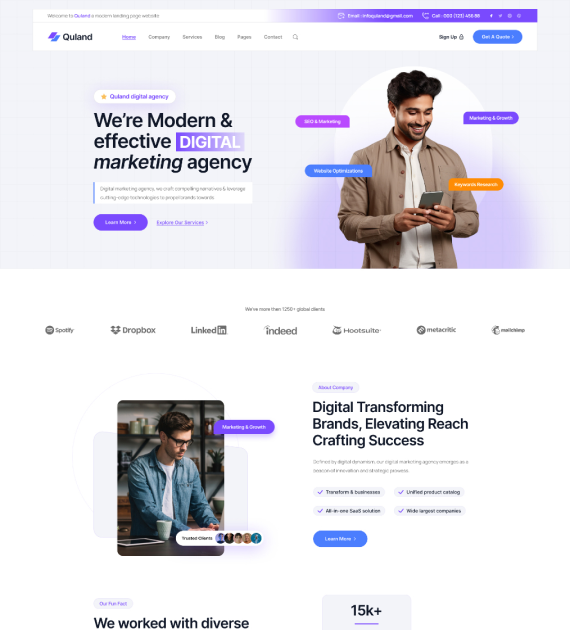 Welcome to Quland a modern landing page website
Email : infoquland@gmail.com
Call : 003 (123) 456 88
Quland
Home Company Services Blog Pages Contact
Sign Up
Get A Quote
Quland digital agency
We're Modern &
effective DIGITAL
marketing agency
Digital marketing agency, we craft compelling narratives & leverage
cutting-edge technologies to propel brands towards
Learn More
Explore Our Services
SEO & Marketing
Marketing & Growth
Website Optimizations
Keywords Research
We've more than 1250+ global clients
Spotify Dropbox LinkedIn indeed Hootsuite metacritic mailchimp
Marketing & Growth
Trusted Clients
About Company
Digital Transforming
Brands, Elevating Reach
Crafting Success
Defined by digital dynamism, our digital marketing agency emerges as a
beacon of innovation and strategic prowess
Transform & businesses
Unified product catalog
All-in-one SaaS solution
Wide largest companies
Learn More
Our Fun Fact
We worked with diverse
15k+